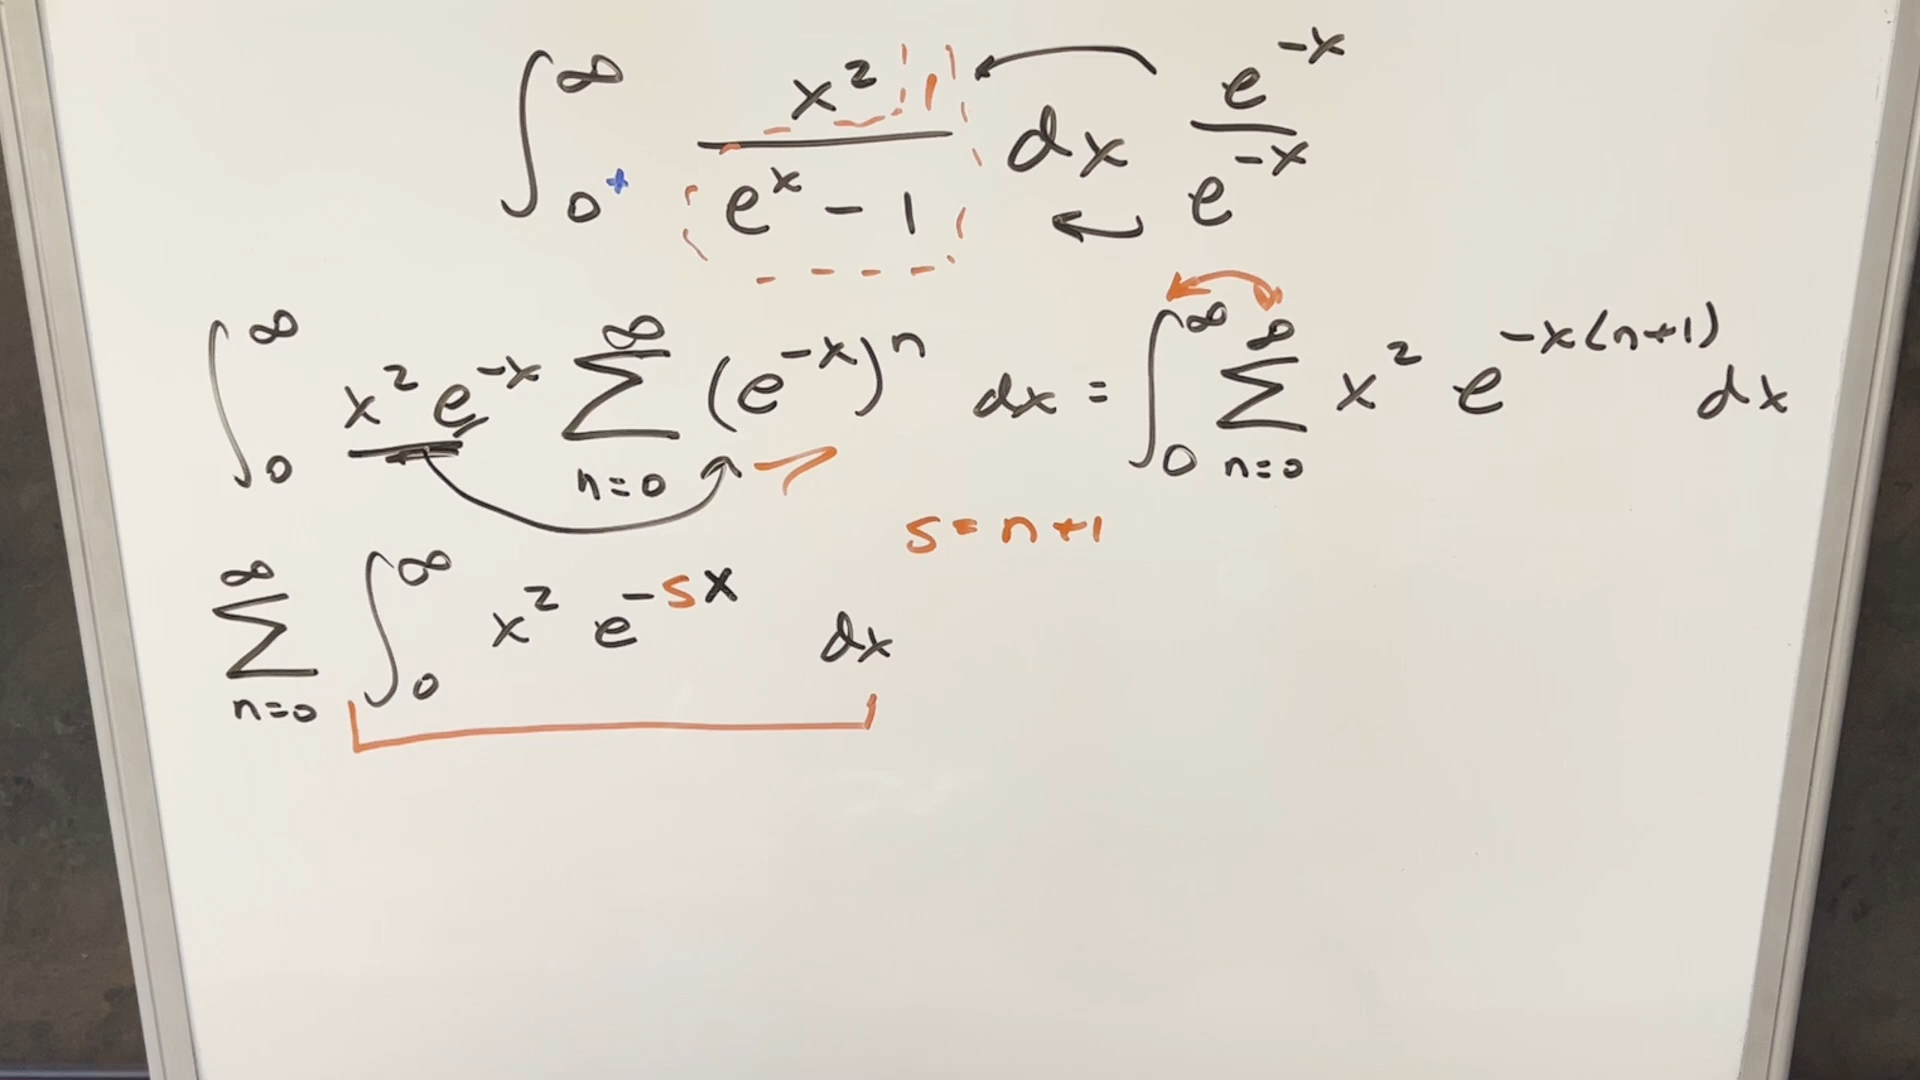 ∫₀₊^∞ x²·1/(eˣ - 1) dx e⁻ˣ/e⁻ˣ
∫₀^∞ x² e⁻ˣ ∑_{n=0}^∞ (e⁻ˣ)ⁿ dx = ∫₀^∞ ∑_{n=0}^∞ x² e^{-x(n+1)} dx
s = n + 1
∑_{n=0}^∞ ∫₀^∞ x² e^{-sx} dx